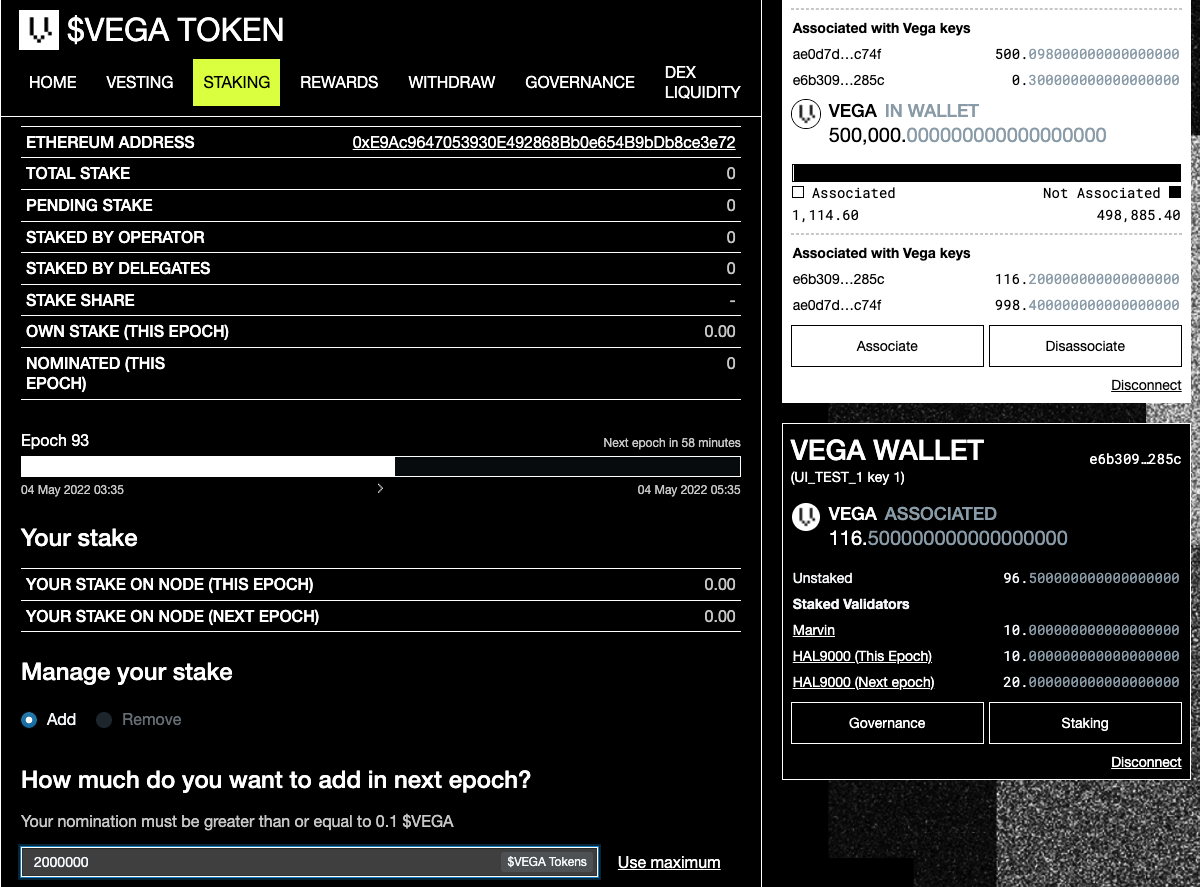 $VEGA TOKEN
HOME VESTING STAKING REWARDS WITHDRAW GOVERNANCE DEX LIQUIDITY
ETHEREUM ADDRESS 0xE9Ac9647053930E492868Bb0e654B9bDb8ce3e72
TOTAL STAKE 0
PENDING STAKE 0
STAKED BY OPERATOR 0
STAKED BY DELEGATES 0
STAKE SHARE -
OWN STAKE (THIS EPOCH) 0.00
NOMINATED (THIS EPOCH) 0
Epoch 93 Next epoch in 58 minutes
04 May 2022 03:35 04 May 2022 05:35
Your stake
YOUR STAKE ON NODE (THIS EPOCH) 0.00
YOUR STAKE ON NODE (NEXT EPOCH) 0.00
Manage your stake
Add Remove
How much do you want to add in next epoch?
Your nomination must be greater than or equal to 0.1 $VEGA
2000000 $VEGA Tokens Use maximum
Associated with Vega keys
ae0d7d…c74f 500.098000000000000000
e6b309…285c 0.300000000000000000
VEGA IN WALLET
500,000.000000000000000000
Associated Not Associated
1,114.60 498,885.40
Associated with Vega keys
e6b309…285c 116.200000000000000000
ae0d7d…c74f 998.400000000000000000
Associate Disassociate
Disconnect
VEGA WALLET e6b309…285c
(UI_TEST_1 key 1)
VEGA ASSOCIATED
116.500000000000000000
Unstaked 96.500000000000000000
Staked Validators
Marvin 10.000000000000000000
HAL9000 (This Epoch) 10.000000000000000000
HAL9000 (Next epoch) 20.000000000000000000
Governance Staking
Disconnect